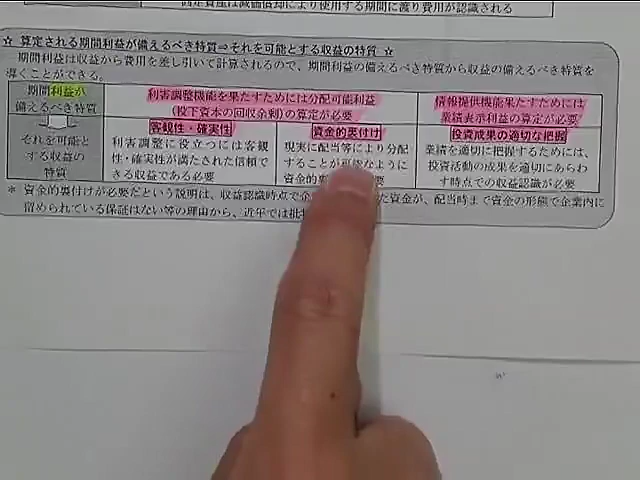 固定資産は減価償却により使用する期間に渡り費用が認識される
☆ 算定される期間利益が備えるべき特質⇒それを可能とする収益の特質 ☆
期間利益は収益から費用を差し引いて計算されるので、期間利益の備えるべき特質から収益の備えるべき特質を
導くことができる。
期間利益が
備えるべき特質
利害調整機能を果たすためには分配可能利益
(投下資本の回収余剰)の算定が必要
情報提供機能果たすためには
業績表示利益の算定が必要
それを可能と
する収益の
特質
客観性・確実性
利害調整に役立つには客観
性・確実性が満たされた信頼で
きる収益である必要
資金的裏付け
現実に配当等により分配
することが可能なように
資金的裏 要
投資成果の適切な把握
業績を適切に把握するためには、
投資活動の成果を適切にあらわ
す時点での収益認識が必要
* 資金的裏付けが必要だという説明は、収益認識時点で企 た資金が、配当時まで資金の形態で企業内に
留められている保証はない等の理由から、近年では批